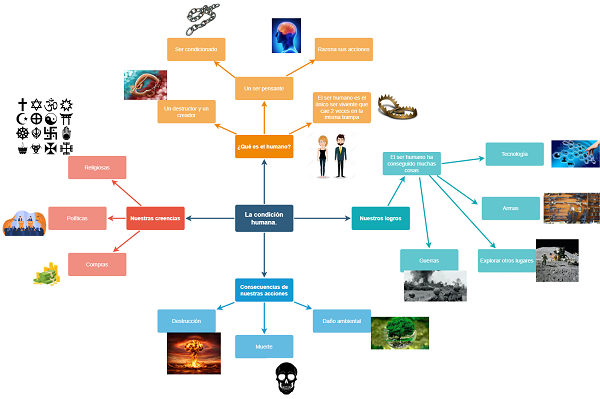 Ser condicionado
Razona sus acciones
Un ser pensante
Un destructor y un
creador
El ser humano es el
único ser viviente que
cae 2 veces en la
misma trampa
¿Qué es el humano?
El ser humano ha
conseguido muchas
cosas
Tecnología
Armas
Guerras
Explorar otros lugares
Religiosas
Políticas
Compras
Nuestras creencias
La condición
humana.
Nuestros logros
Consecuencias de
nuestras acciones
Destrucción
Muerte
Daño ambiental